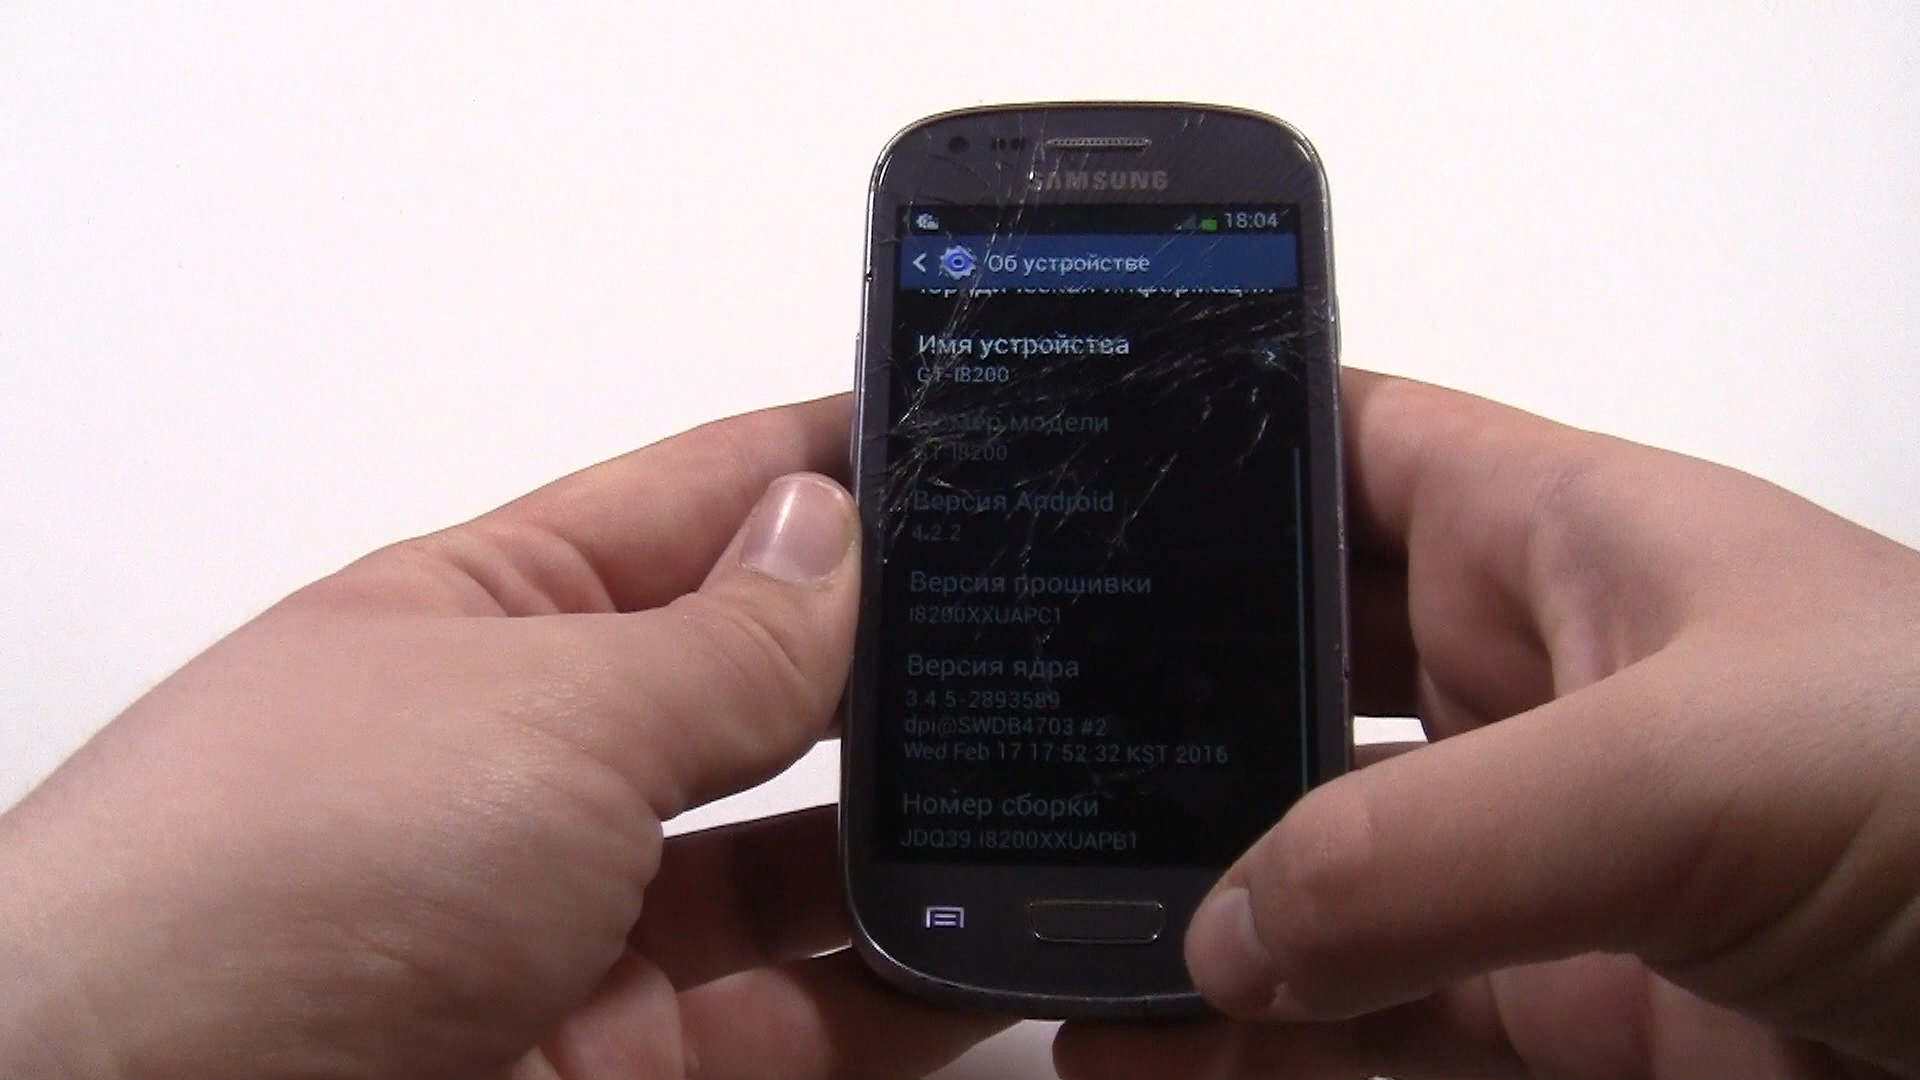 SAMSUNG
18:04
Об устройстве
Юридическая информация
Имя устройства
GT-I8200
Номер модели
GT-I8200
Версия Android
4.2.2
Версия прошивки
I8200XXUAPC1
Версия ядра
3.4.5-2893589
dpi@SWDB4703 #2
Wed Feb 17 17:52:32 KST 2016
Номер сборки
JDQ39.I8200XXUAPB1